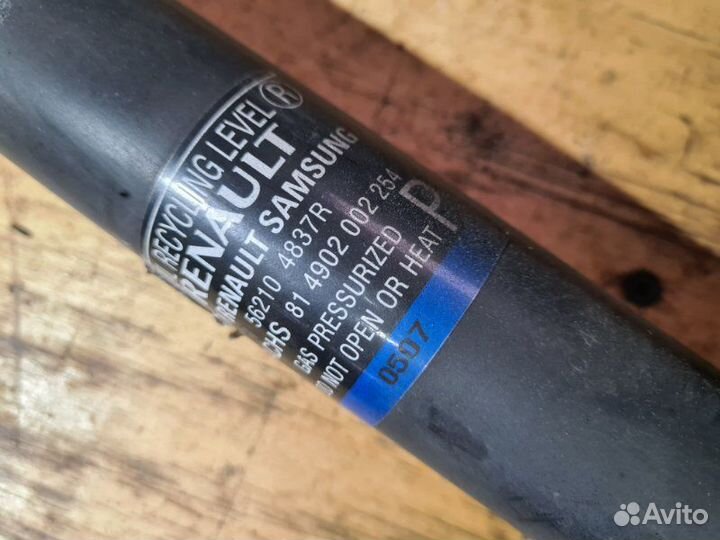 RECYCLING LEVEL R
RENAULT
RENAULT SAMSUNG
56210 4837R
CHS 81 4902 002 254
GAS PRESSURIZED
NOT OPEN OR HEAT
P
0507
Avito